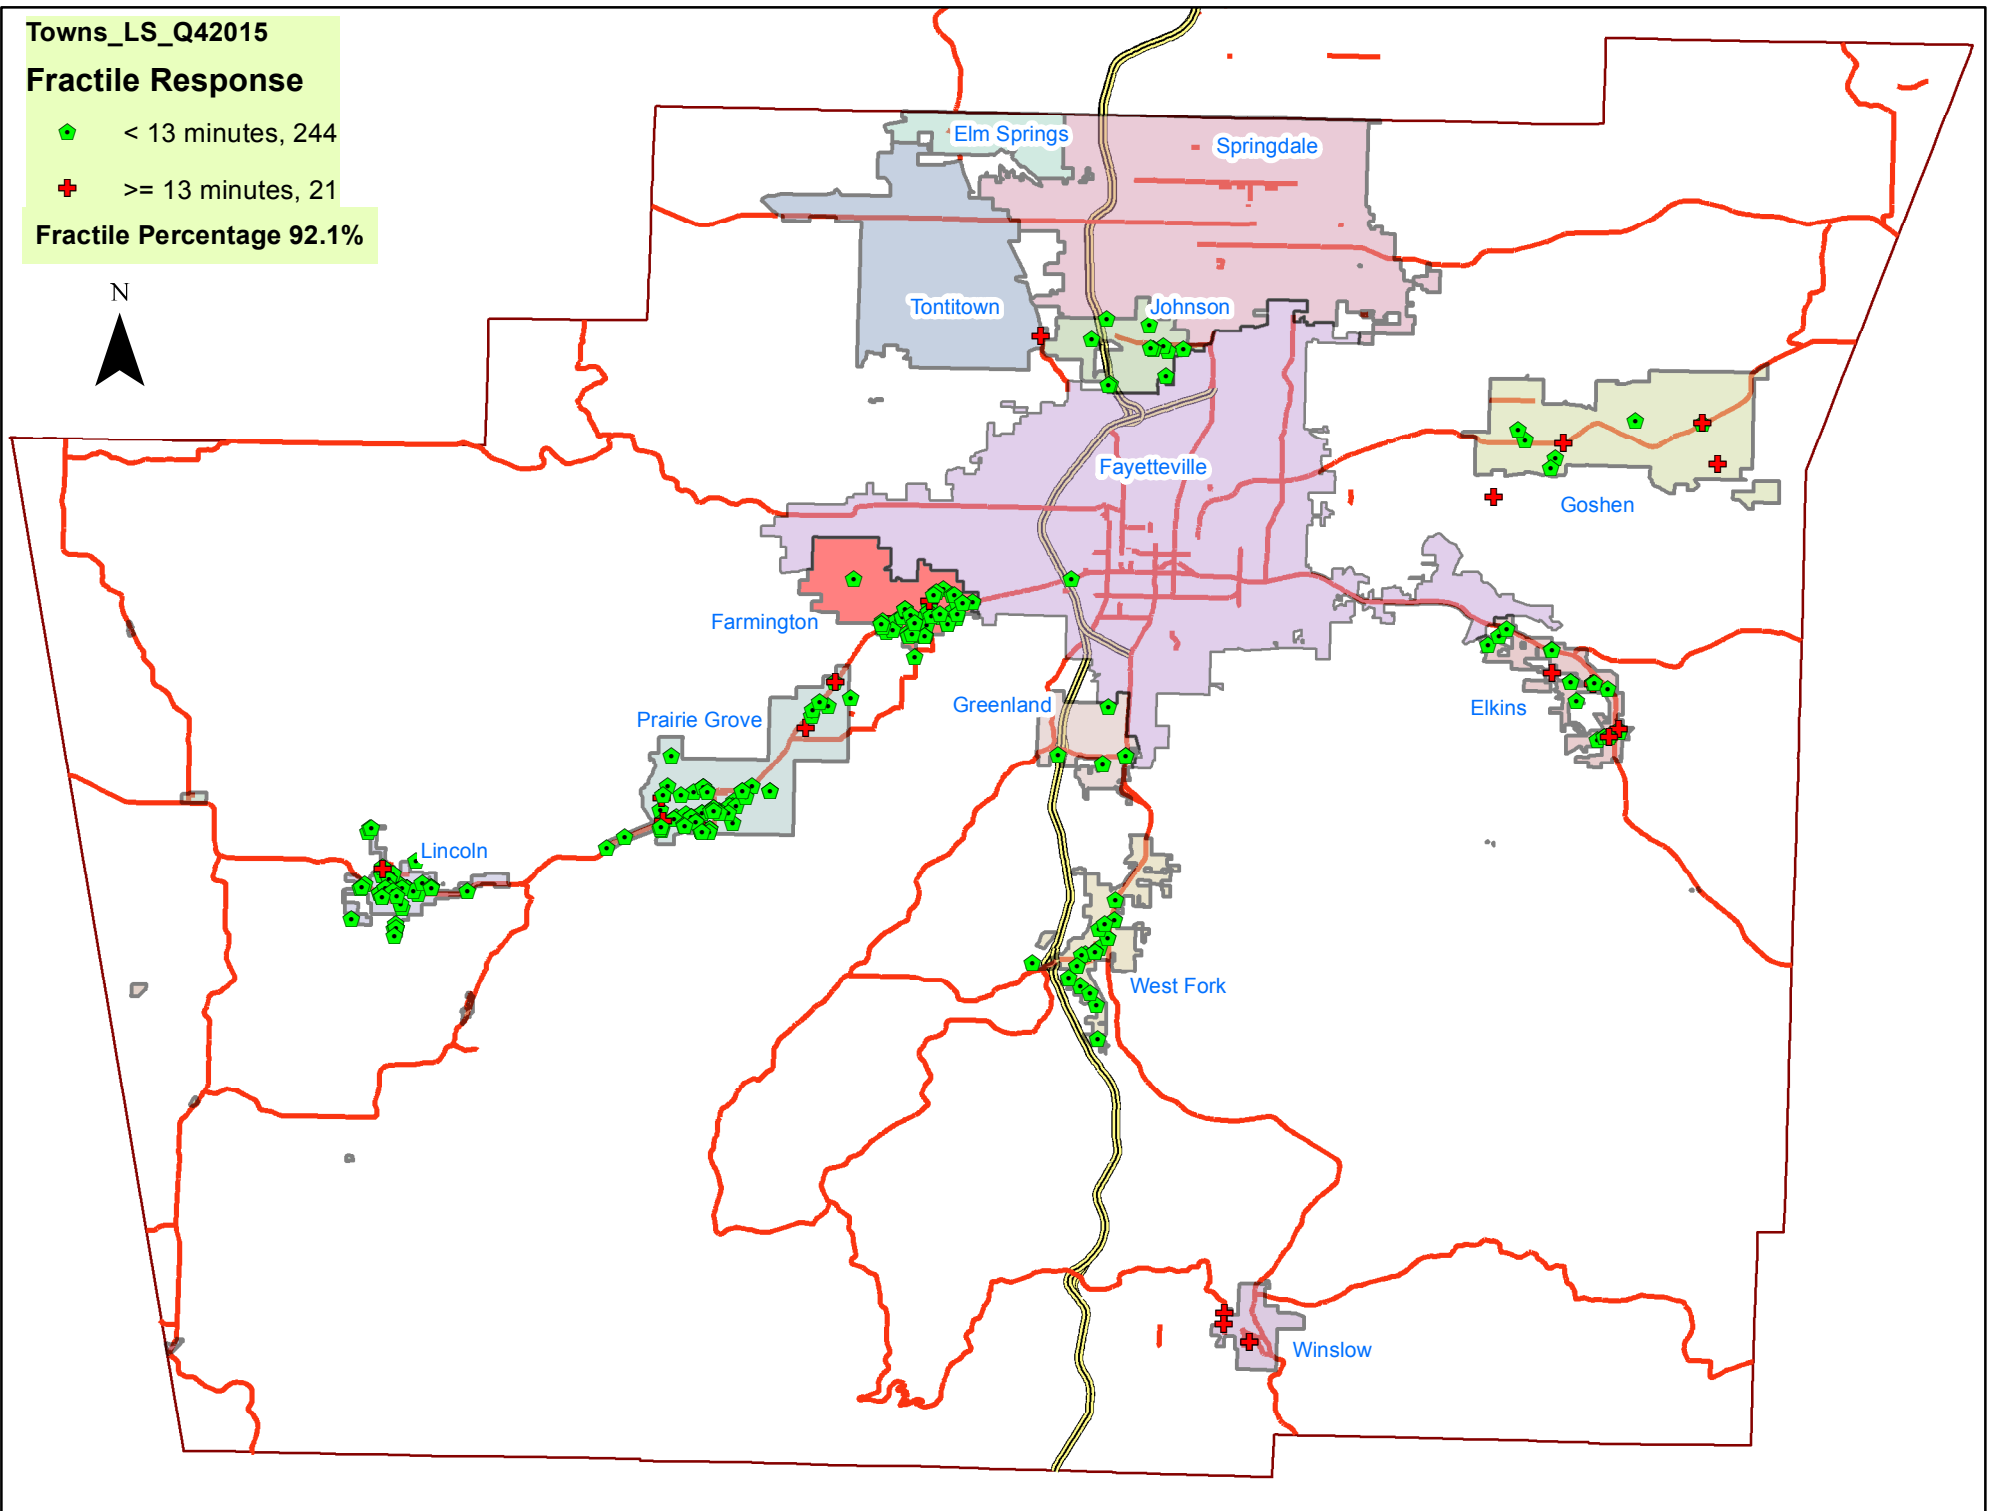 Towns_LS_Q42015
Fractile Response
< 13 minutes, 244
>= 13 minutes, 21
Fractile Percentage 92.1%
N
Elm Springs
Springdale
Tontitown
Johnson
Fayetteville
Goshen
Farmington
Prairie Grove
Greenland
Elkins
Lincoln
West Fork
Winslow